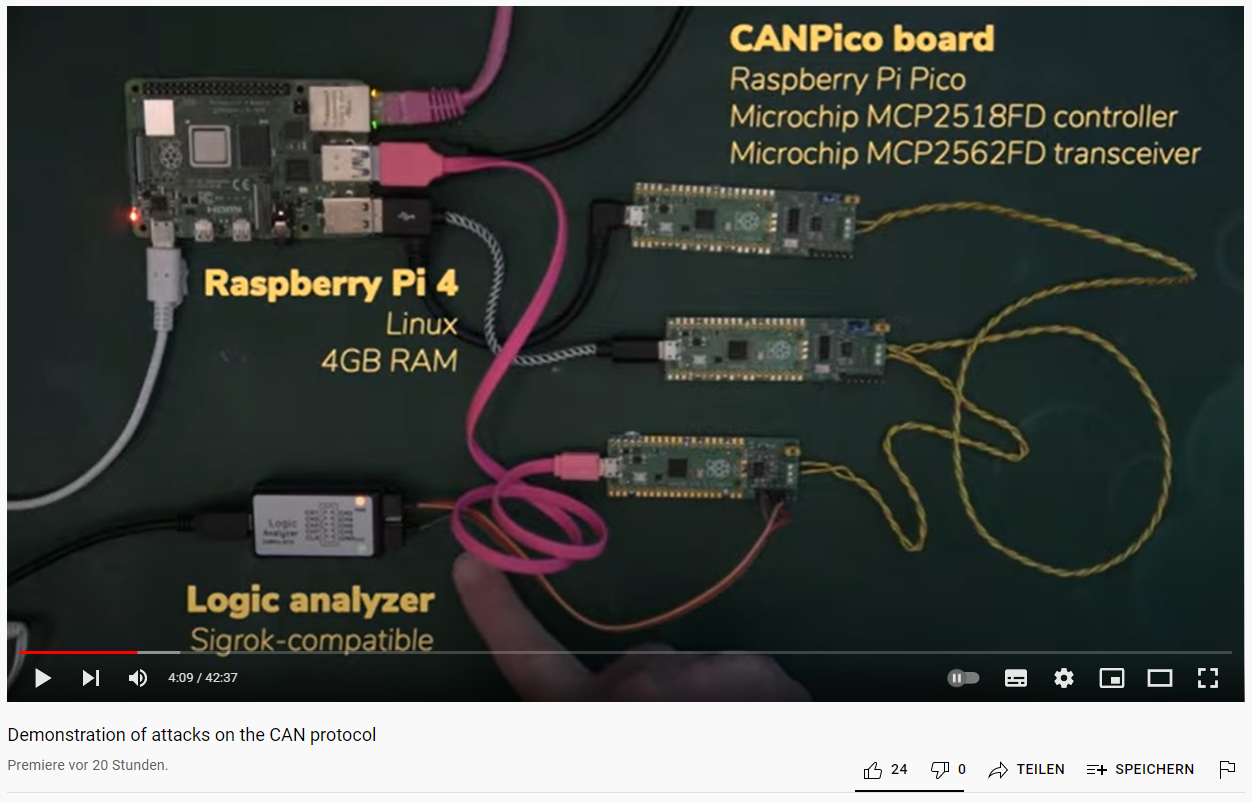 CANPico board
Raspberry Pi Pico
Microchip MCP2518FD controller
Microchip MCP2562FD transceiver
HDMI
Raspberry Pi 4
Linux
4GB RAM
Logic
Analyzer
Logic analyzer
Sigrok-compatible
4:09 / 42:37
Demonstration of attacks on the CAN protocol
Premiere vor 20 Stunden.
24
0
TEILEN
SPEICHERN